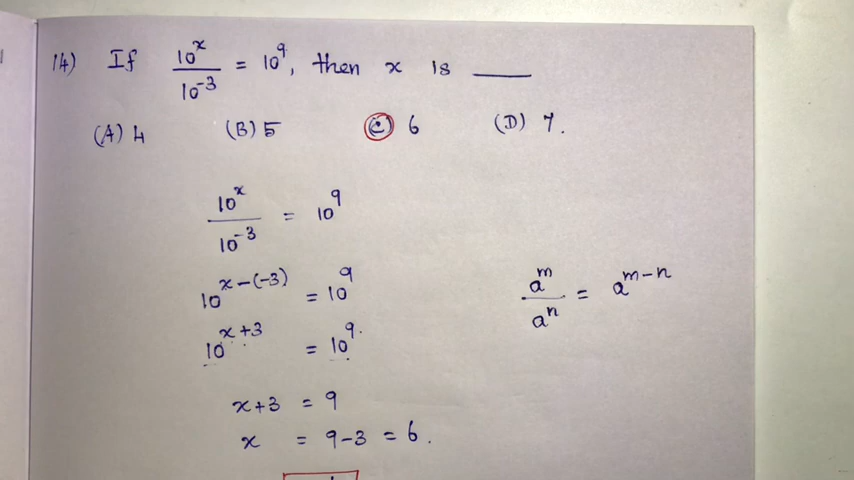 14) If 10^x / 10^-3 = 10^9, then x is ____
(A) 4 (B) 5 (C) 6 (D) 7.
10^x / 10^-3 = 10^9
10^x-(-3) = 10^9
a^m / a^n = a^m-n
10^x+3 = 10^9.
x+3 = 9
x = 9-3 = 6.